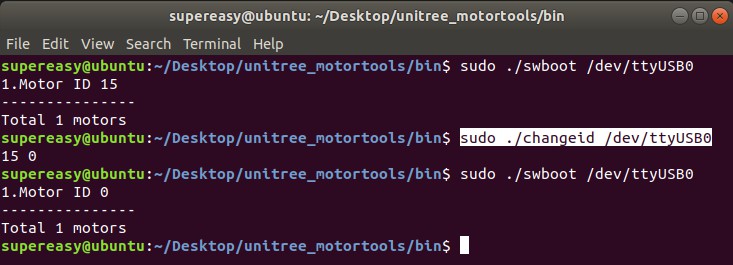 supereasy@ubuntu: ~/Desktop/unitree_motortools/bin
File Edit View Search Terminal Help
supereasy@ubuntu:~/Desktop/unitree_motortools/bin$ sudo ./swboot /dev/ttyUSB0
1.Motor ID 15
---------------
Total 1 motors
supereasy@ubuntu:~/Desktop/unitree_motortools/bin$ sudo ./changeid /dev/ttyUSB0
15 0
supereasy@ubuntu:~/Desktop/unitree_motortools/bin$ sudo ./swboot /dev/ttyUSB0
1.Motor ID 0
---------------
Total 1 motors
supereasy@ubuntu:~/Desktop/unitree_motortools/bin$